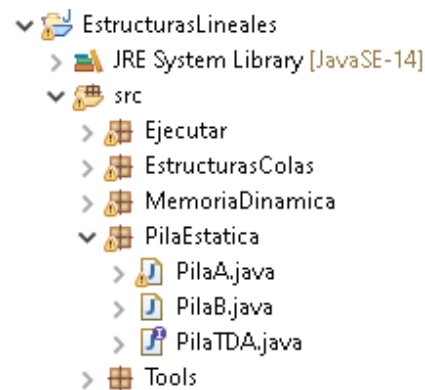 EstructurasLineales
JRE System Library [JavaSE-14]
src
Ejecutar
EstructurasColas
MemoriaDinamica
PilaEstatica
PilaA.java
PilaB.java
PilaTDA.java
Tools